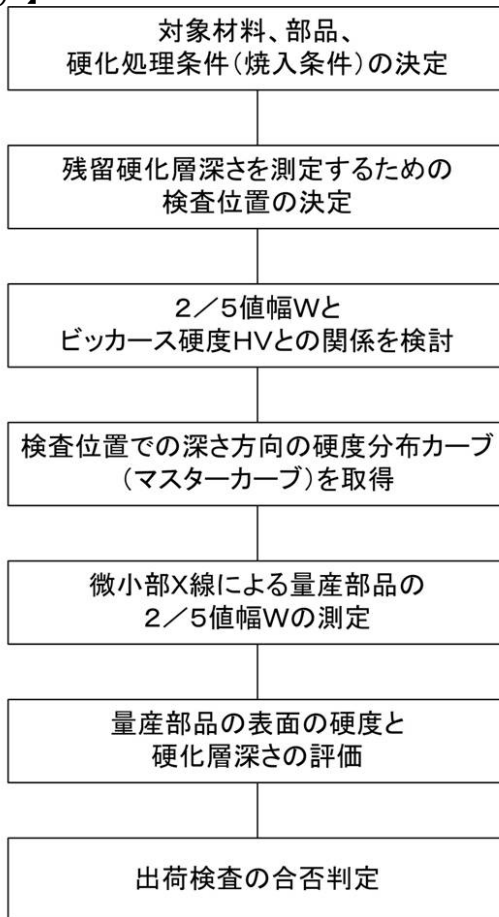 対象材料、部品、
硬化処理条件(焼入条件)の決定
残留硬化層深さを測定するための
検査位置の決定
2/5値幅Wと
ビッカース硬度HVとの関係を検討
検査位置での深さ方向の硬度分布カーブ
(マスターカーブ)を取得
微小部X線による量産部品の
2/5値幅Wの測定
量産部品の表面の硬度と
硬化層深さの評価
出荷検査の合否判定